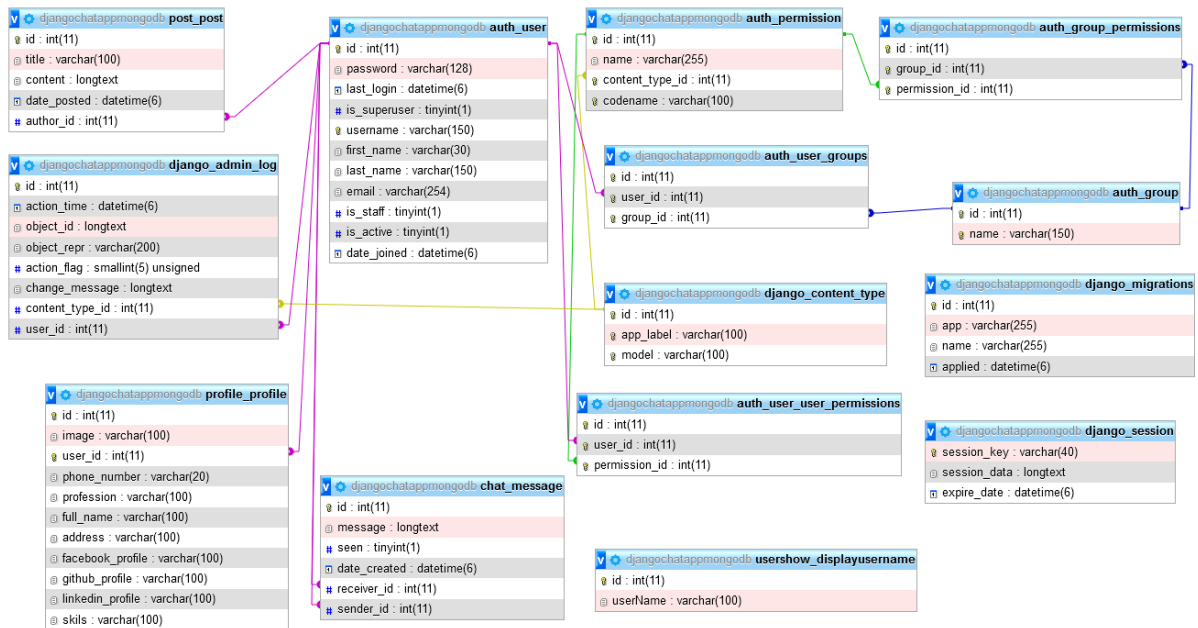 djangochatappmongodb post_post
id : int(11)
title : varchar(100)
content : longtext
date_posted : datetime(6)
# author_id : int(11)
djangochatappmongodb auth_user
id : int(11)
password : varchar(128)
last_login : datetime(6)
# is_superuser : tinyint(1)
username : varchar(150)
first_name : varchar(30)
last_name : varchar(150)
email : varchar(254)
# is_staff : tinyint(1)
# is_active : tinyint(1)
date_joined : datetime(6)
djangochatappmongodb auth_permission
id : int(11)
name : varchar(255)
content_type_id : int(11)
codename : varchar(100)
djangochatappmongodb auth_group_permissions
id : int(11)
group_id : int(11)
permission_id : int(11)
djangochatappmongodb django_admin_log
id : int(11)
action_time : datetime(6)
object_id : longtext
object_repr : varchar(200)
# action_flag : smallint(5) unsigned
change_message : longtext
# content_type_id : int(11)
# user_id : int(11)
djangochatappmongodb auth_user_groups
id : int(11)
user_id : int(11)
group_id : int(11)
djangochatappmongodb auth_group
id : int(11)
name : varchar(150)
djangochatappmongodb django_content_type
id : int(11)
app_label : varchar(100)
model : varchar(100)
djangochatappmongodb django_migrations
id : int(11)
app : varchar(255)
name : varchar(255)
applied : datetime(6)
djangochatappmongodb profile_profile
id : int(11)
image : varchar(100)
user_id : int(11)
phone_number : varchar(20)
profession : varchar(100)
full_name : varchar(100)
address : varchar(100)
facebook_profile : varchar(100)
github_profile : varchar(100)
linkedin_profile : varchar(100)
skils : varchar(100)
djangochatappmongodb auth_user_user_permissions
id : int(11)
user_id : int(11)
permission_id : int(11)
djangochatappmongodb django_session
session_key : varchar(40)
session_data : longtext
expire_date : datetime(6)
djangochatappmongodb chat_message
id : int(11)
message : longtext
# seen : tinyint(1)
date_created : datetime(6)
# receiver_id : int(11)
# sender_id : int(11)
djangochatappmongodb usershow_displayusername
id : int(11)
userName : varchar(100)